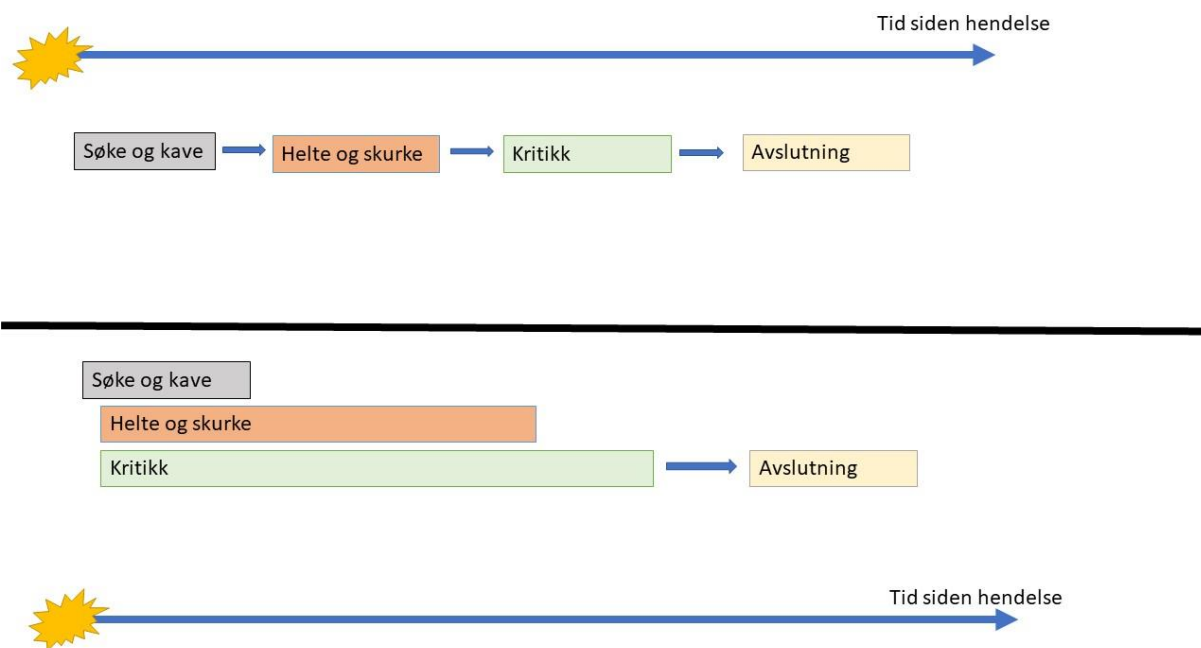 Tid siden hendelse
Søke og kave
Helte og skurke
Kritikk
Avslutning
Søke og kave
Helte og skurke
Kritikk
Avslutning
Tid siden hendelse